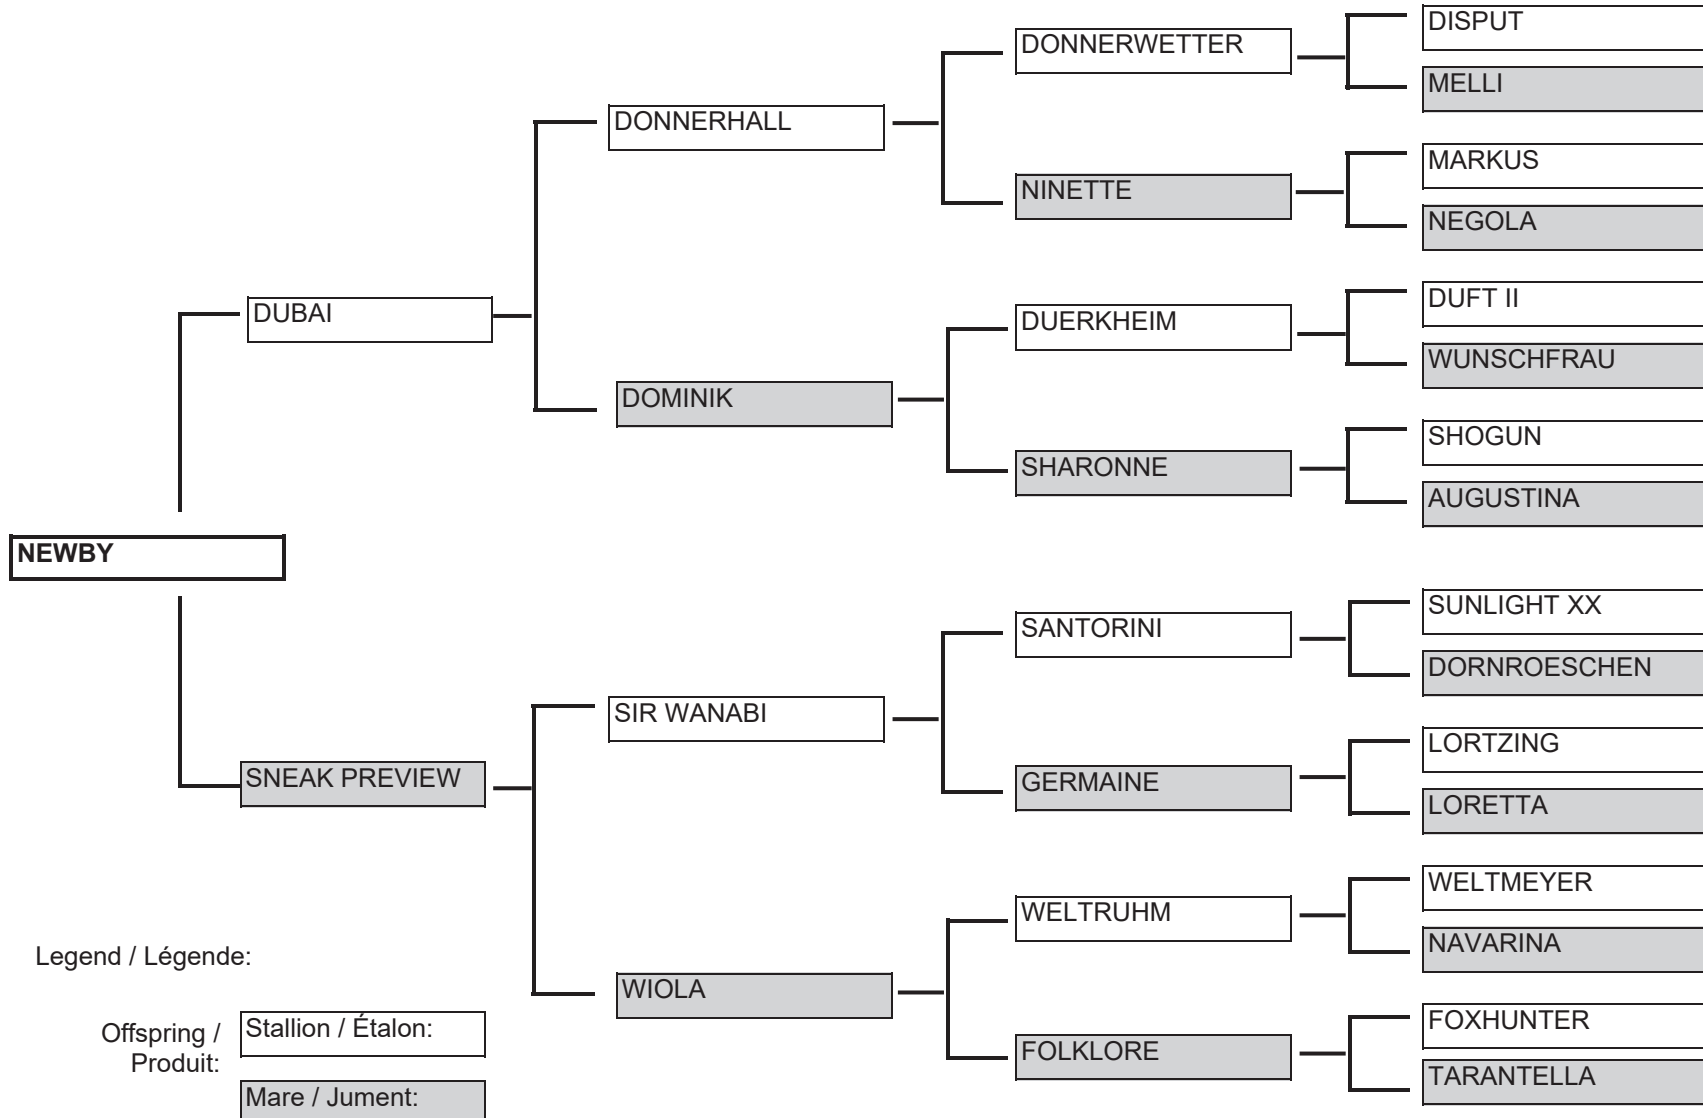 DISPUT
DONNERWETTER
MELLI
DONNERHALL
MARKUS
NINETTE
NEGOLA
DUBAI
DUFT II
DUERKHEIM
WUNSCHFRAU
DOMINIK
SHOGUN
SHARONNE
AUGUSTINA
NEWBY
SUNLIGHT XX
SANTORINI
DORNROESCHEN
SIR WANABI
LORTZING
GERMAINE
LORETTA
SNEAK PREVIEW
WELTMEYER
WELTRUHM
NAVARINA
WIOLA
FOXHUNTER
FOLKLORE
TARANTELLA
Legend / Légende:
Offspring /
Produit:
Stallion / Étalon:
Mare / Jument: